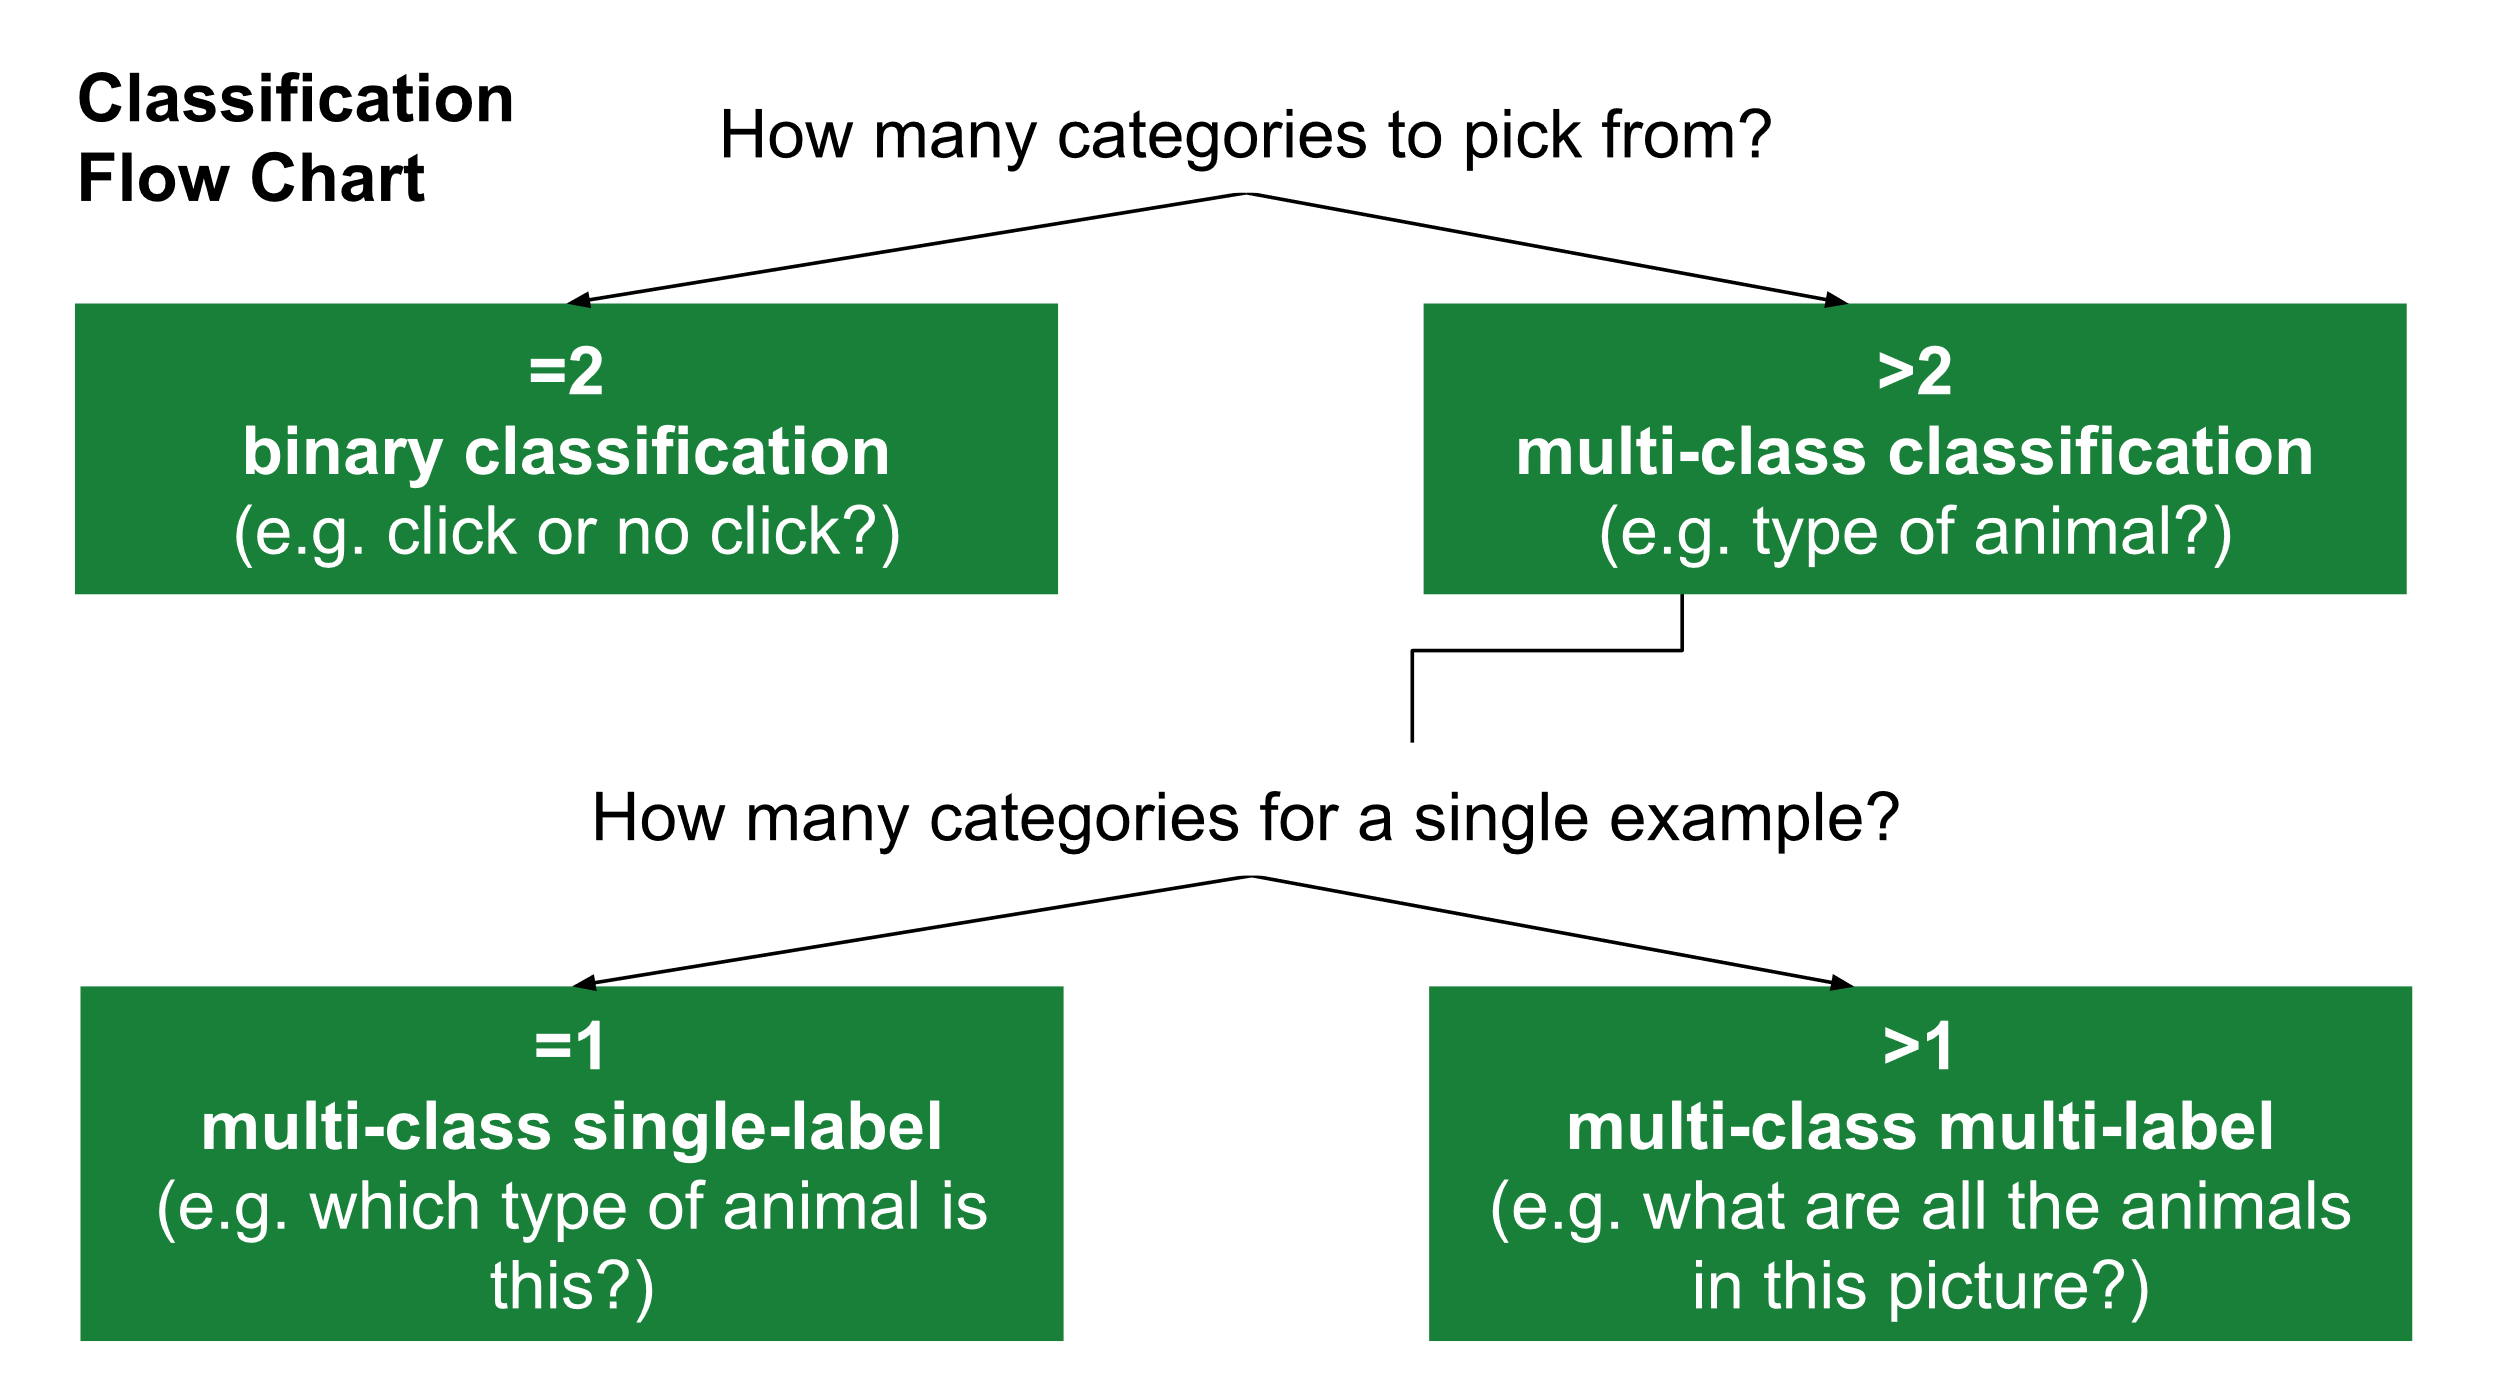 Classification
Flow Chart
How many categories to pick from?
=2
binary classification
(e.g. click or no click?)
>2
multi-class classification
(e.g. type of animal?)
How many categories for a single example?
=1
multi-class single-label
(e.g. which type of animal is
this?)
>1
multi-class multi-label
(e.g. what are all the animals
in this picture?)